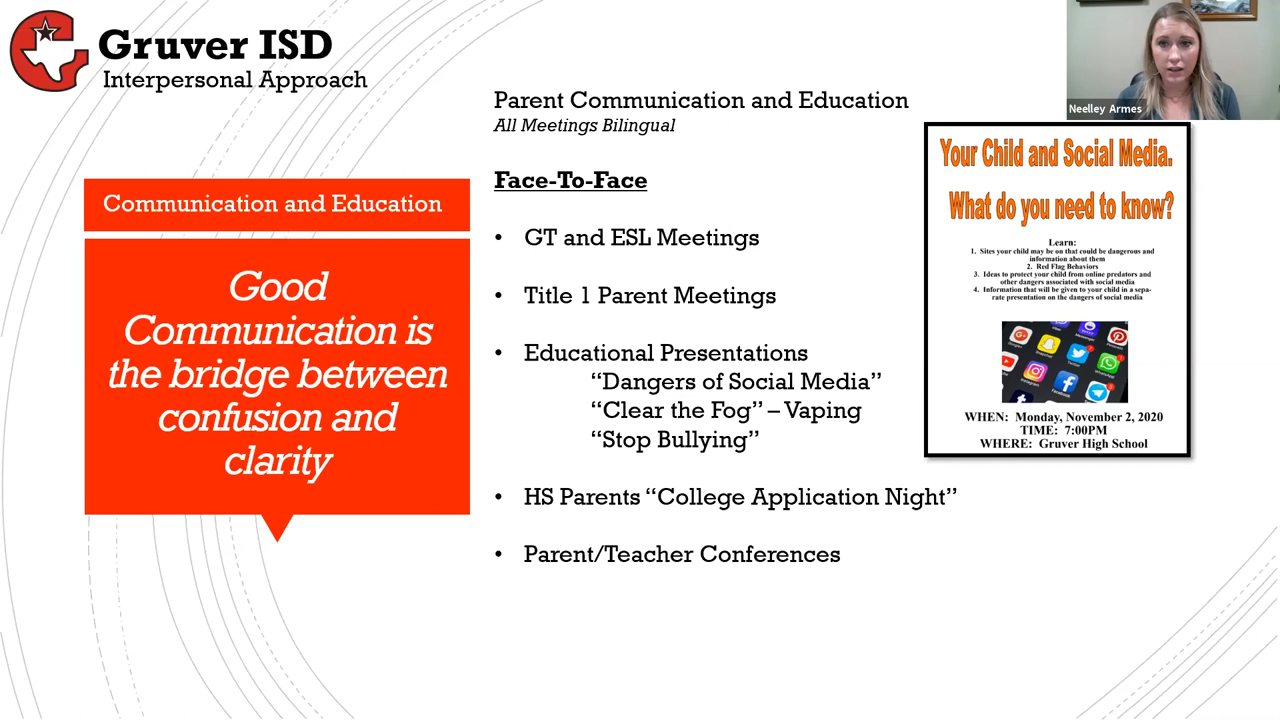 Gruver ISD
Interpersonal Approach
Neelley Armes
Parent Communication and Education
All Meetings Bilingual
Communication and Education
Good
Communication is
the bridge between
confusion and
clarity
Face-To-Face
• GT and ESL Meetings
• Title 1 Parent Meetings
• Educational Presentations
“Dangers of Social Media”
“Clear the Fog” – Vaping
“Stop Bullying”
• HS Parents “College Application Night”
• Parent/Teacher Conferences
Your Child and Social Media.
What do you need to know?
Learn:
1. Sites your child may be on that could be dangerous and
information about them
2. Red Flag Behaviors
3. Ideas to protect your child from online predators and
other dangers associated with social media
4. Information that will be given to your child in a sepa-
rate presentation on the dangers of social media
WHEN: Monday, November 2, 2020
TIME: 7:00PM
WHERE: Gruver High School